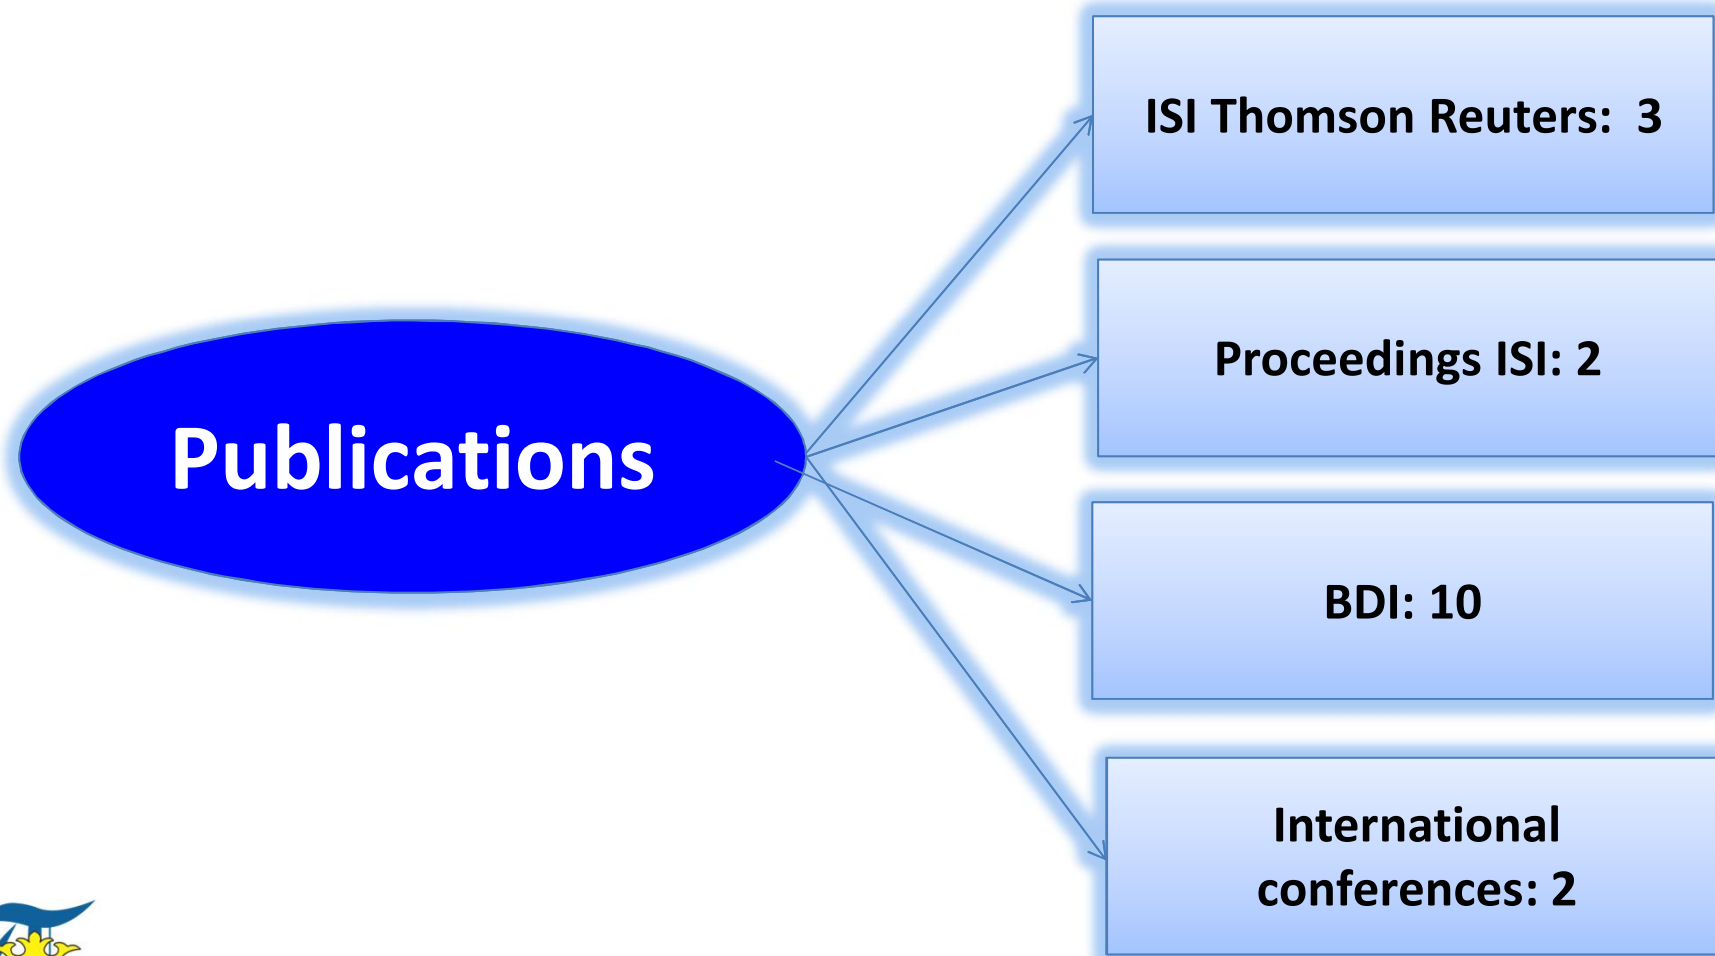 Publications
ISI Thomson Reuters:  3
Proceedings ISI: 2
BDI: 10
International
conferences: 2